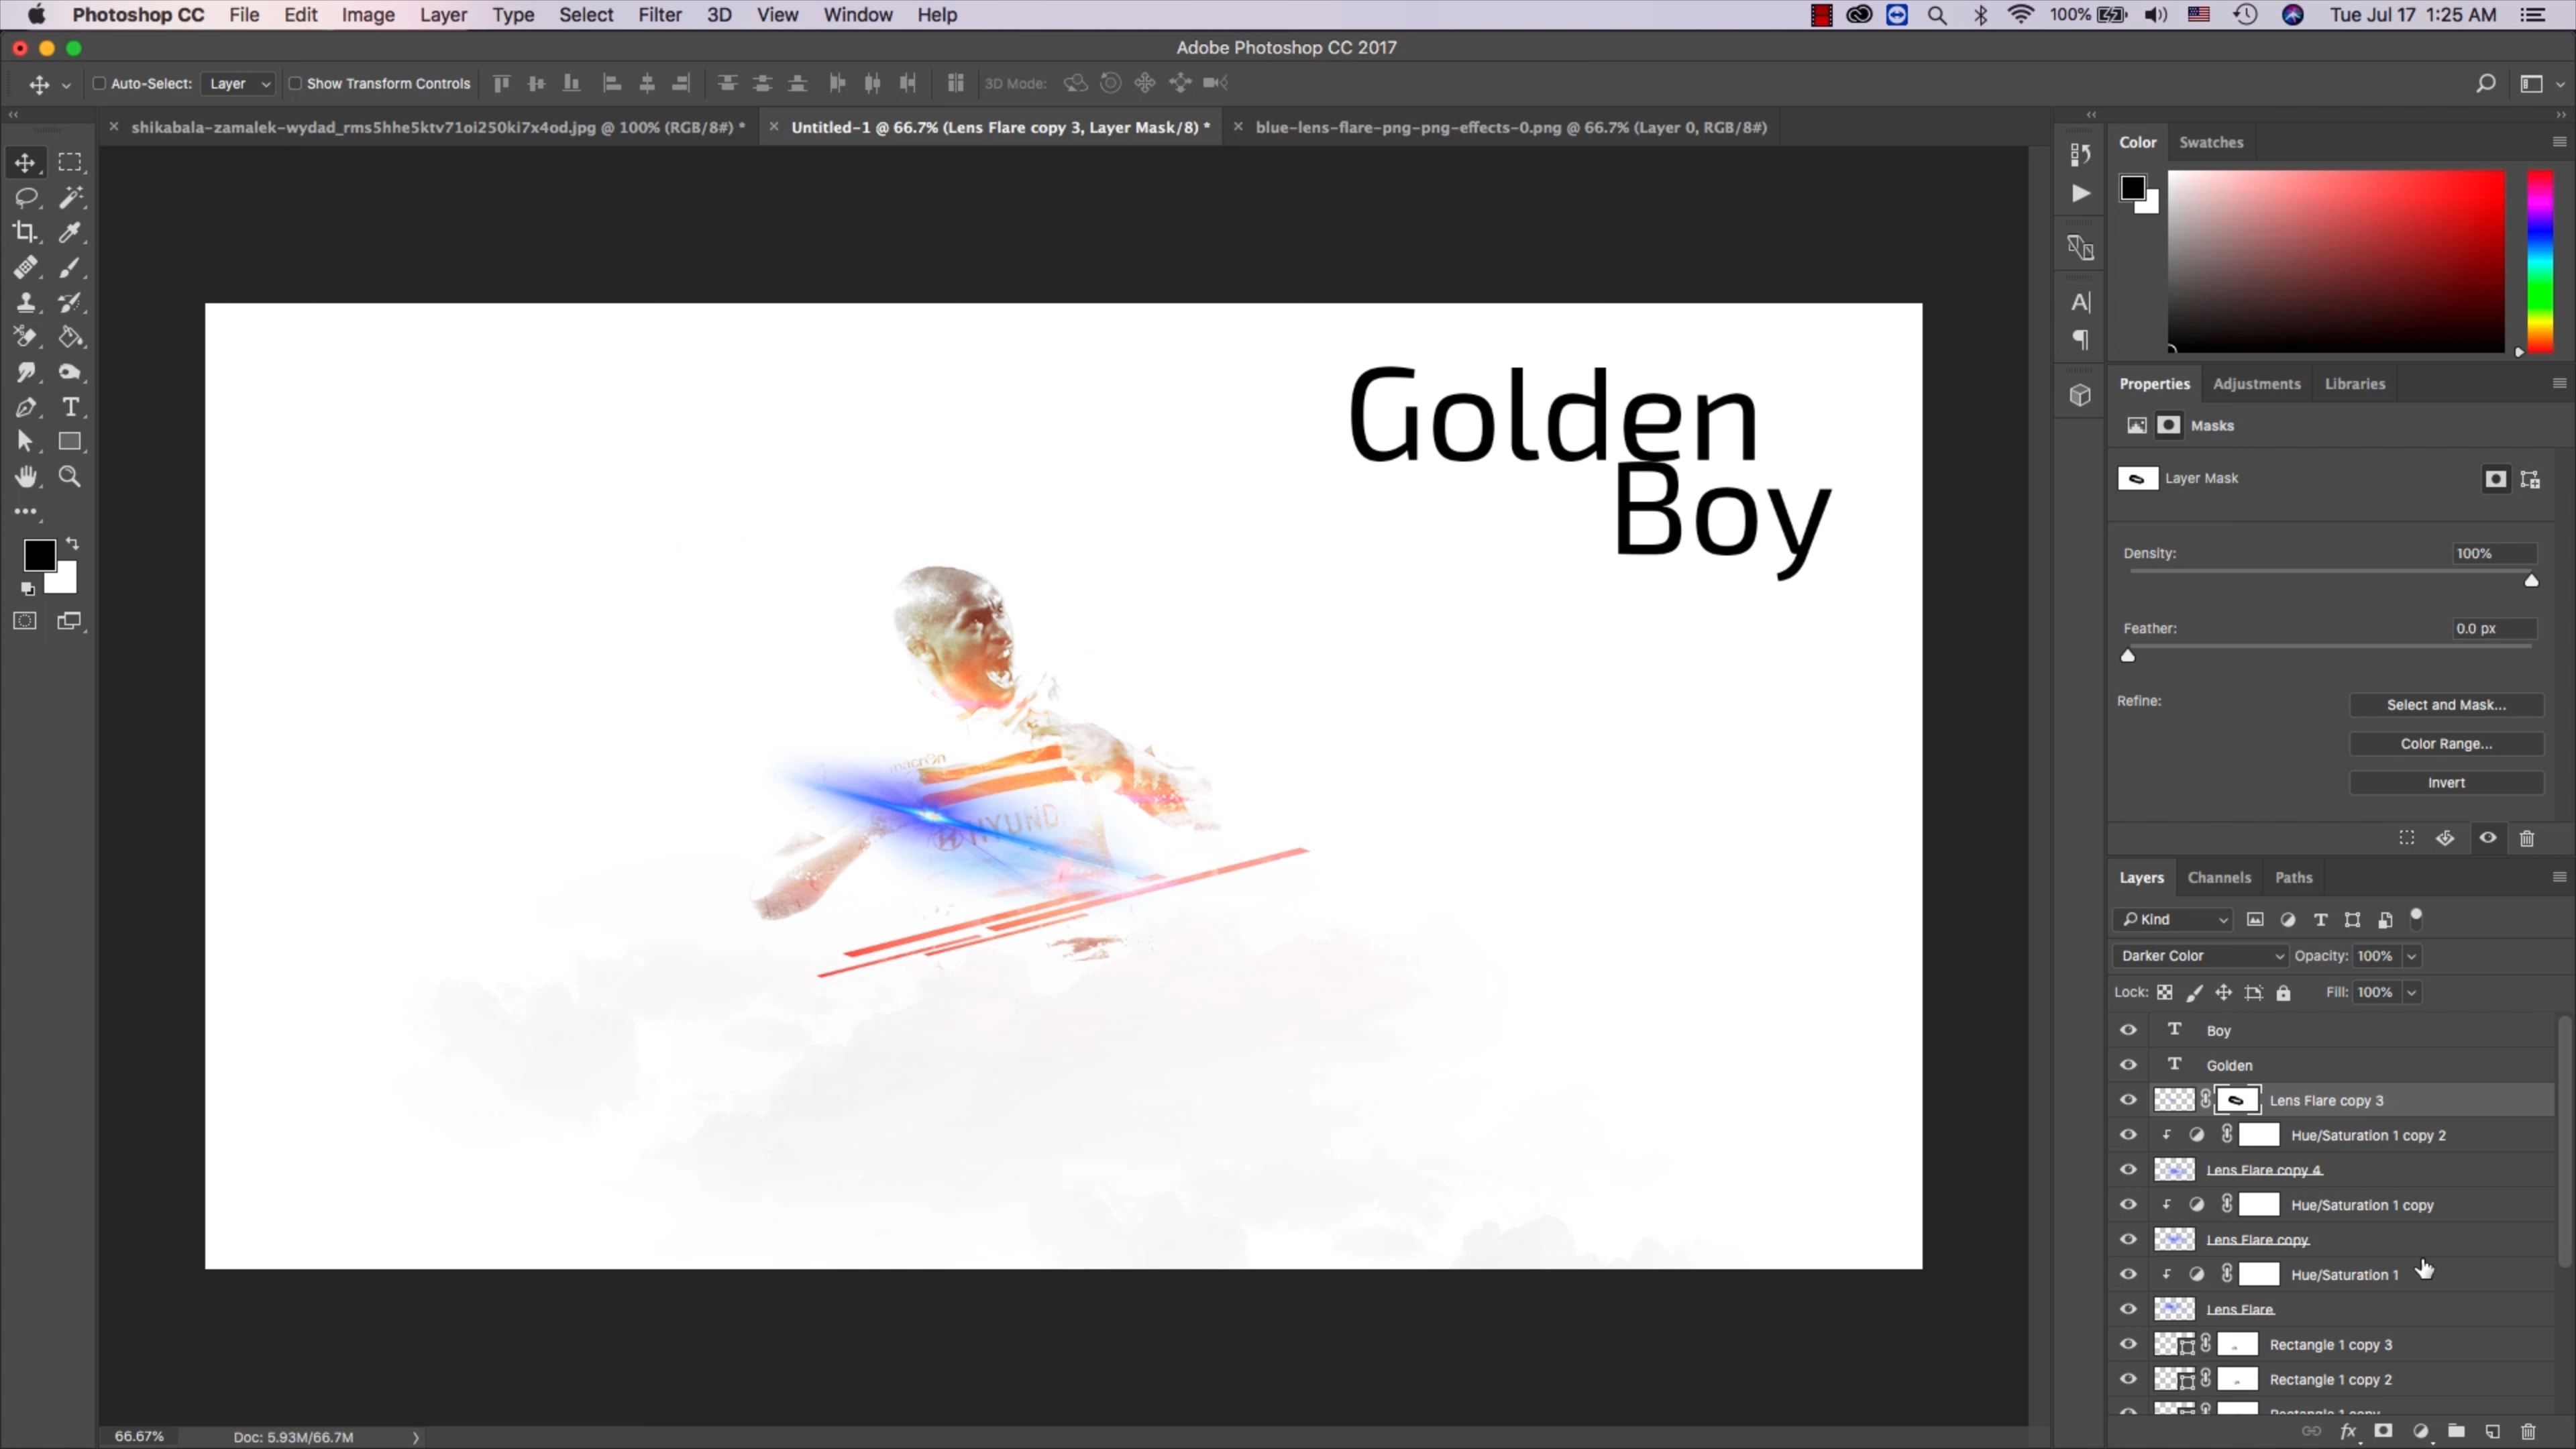 Photoshop CC File Edit Image Layer Type Select Filter 3D View Window Help 100% Tue Jul 17 1:25 AM
Adobe Photoshop CC 2017
Auto-Select: Layer Show Transform Controls 3D Mode:
shikabala-zamalek-wydad_rms5hhe5ktv71oi250ki7x4od.jpg @ 100% (RGB/8#) * Untitled-1 @ 66.7% (Lens Flare copy 3, Layer Mask/8) * blue-lens-flare-png-png-effects-0.png @ 66.7% (Layer 0, RGB/8#)
Color Swatches
Golden
Boy
macron
HYUND
Properties Adjustments Libraries
Masks
Layer Mask
Density: 100%
Feather: 0.0 px
Refine: Select and Mask...
Color Range...
Invert
Layers Channels Paths
Kind
Darker Color Opacity: 100%
Lock: Fill: 100%
Boy
Golden
Lens Flare copy 3
Hue/Saturation 1 copy 2
Lens Flare copy 4
Hue/Saturation 1 copy
Lens Flare copy
Hue/Saturation 1
Lens Flare
Rectangle 1 copy 3
Rectangle 1 copy 2
Rectangle 1 copy
66.67% Doc: 5.93M/66.7M